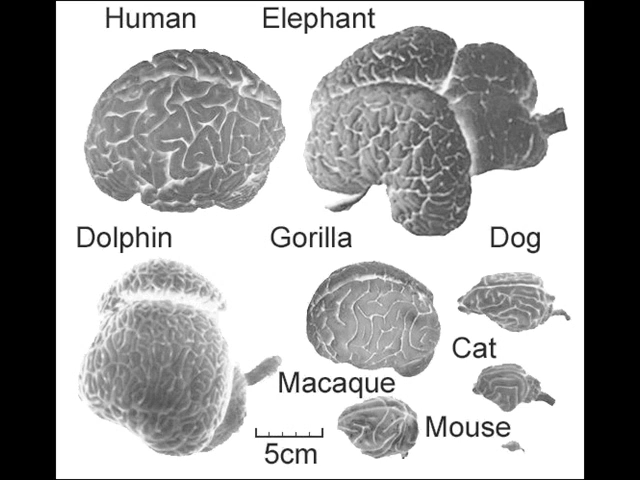 Human
Elephant
Dolphin
Gorilla
Dog
Cat
Macaque
Mouse
5cm